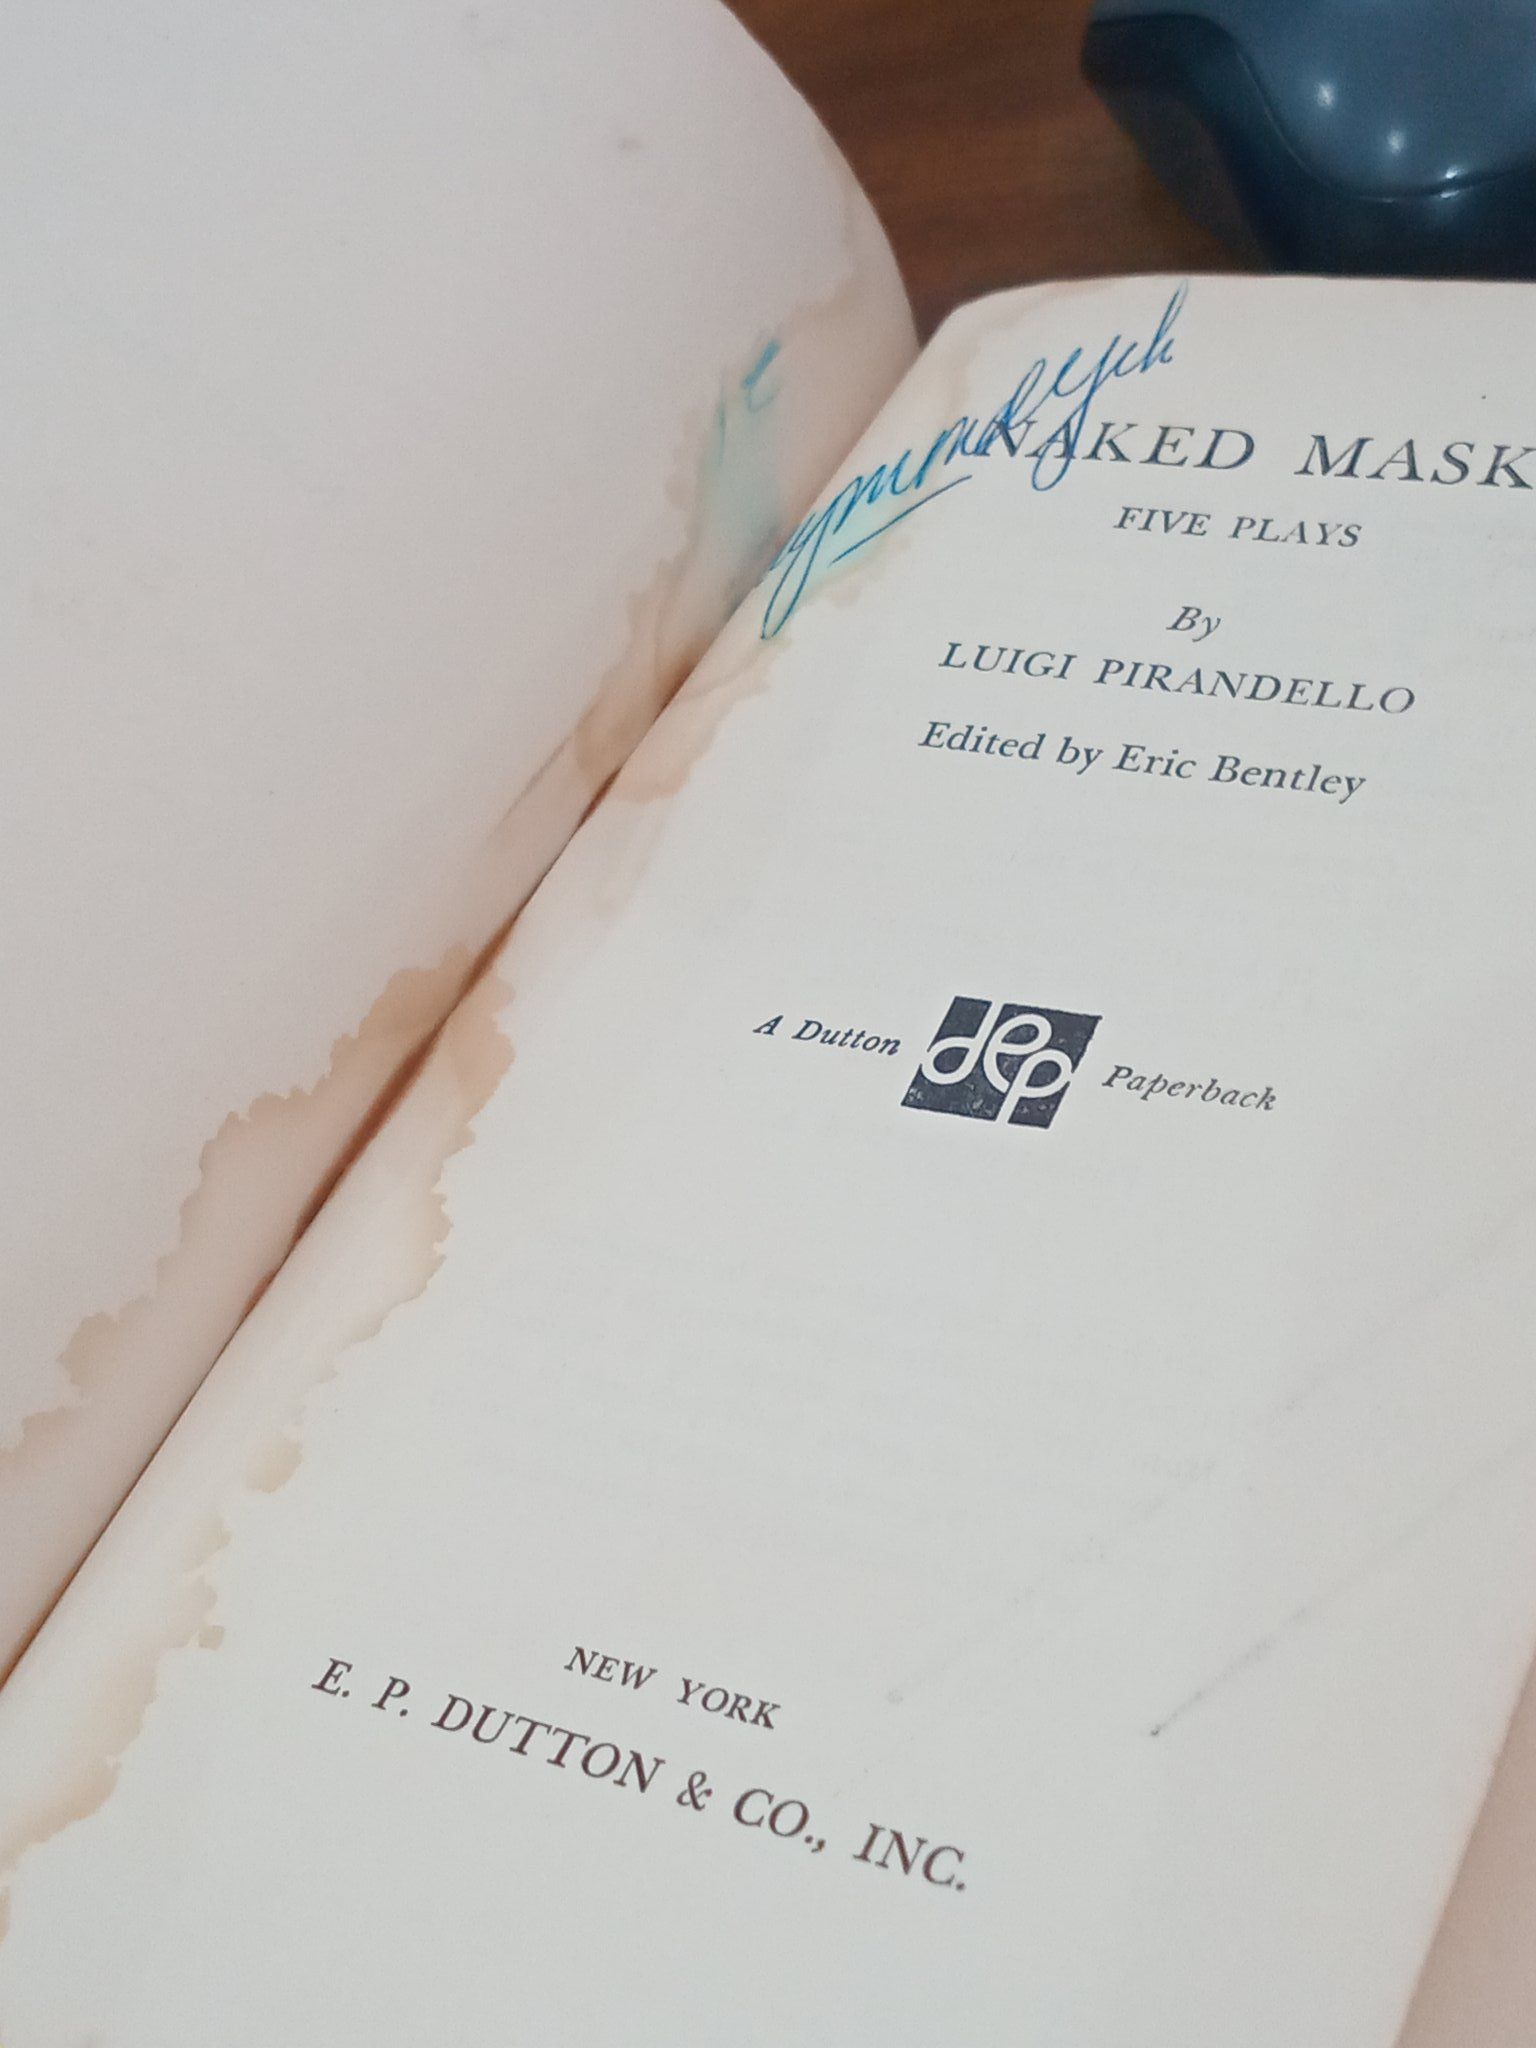 NAKED MASK
FIVE PLAYS
By
LUIGI PIRANDELLO
Edited by Eric Bentley
A Dutton dep Paperback
NEW YORK
E. P. DUTTON & CO., INC.